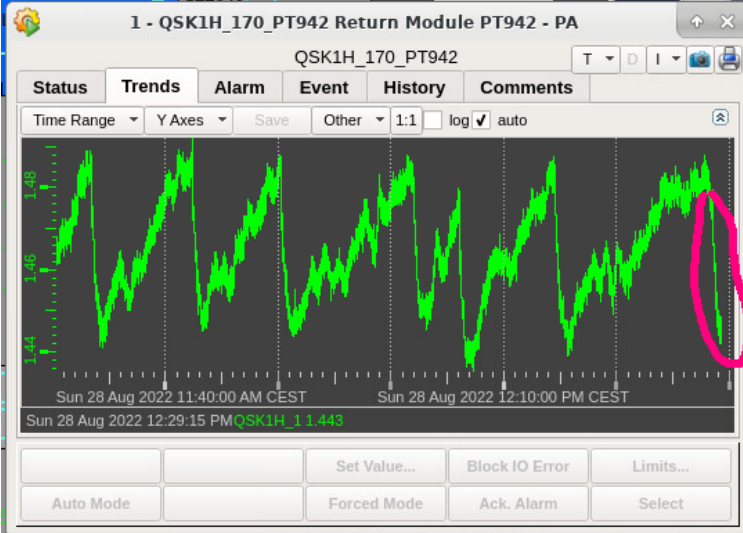 1 - QSK1H_170_PT942 Return Module PT942 - PA
QSK1H_170_PT942
T D I
Status Trends Alarm Event History Comments
Time Range Y Axes Save Other 1:1 log auto
1.48
1.46
1.44
Sun 28 Aug 2022 11:40:00 AM CEST Sun 28 Aug 2022 12:10:00 PM CEST
Sun 28 Aug 2022 12:29:15 PM QSK1H_1 1.443
Set Value... Block IO Error Limits...
Auto Mode Forced Mode Ack. Alarm Select